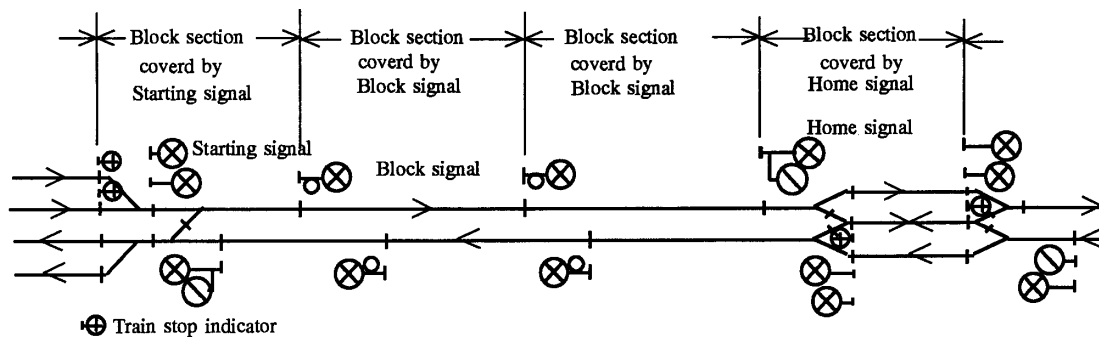 Block section
coverd by
Starting signal
Block section
coverd by
Block signal
Block section
coverd by
Block signal
Block section
coverd by
Home signal
Home signal
Starting signal
Block signal
Train stop indicator